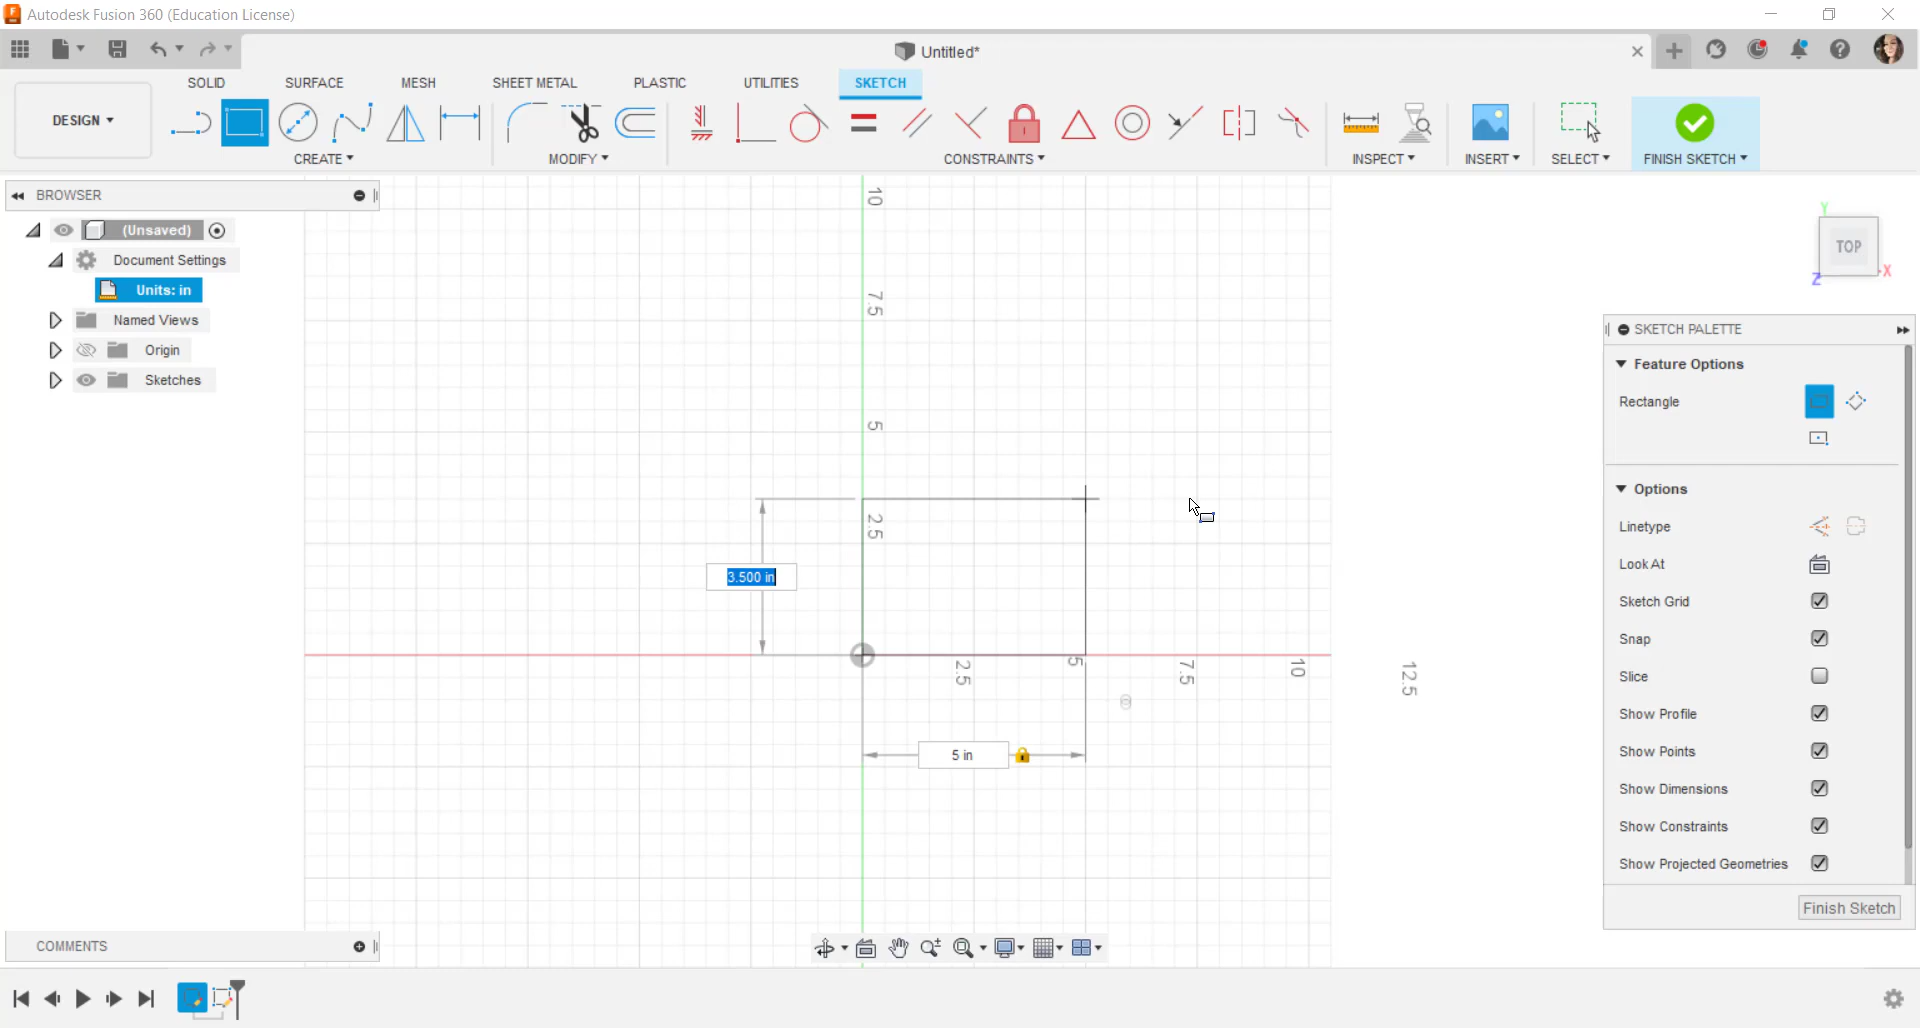 Autodesk Fusion 360 (Education License)
Untitled*
SOLID SURFACE MESH SHEET METAL PLASTIC UTILITIES SKETCH
DESIGN
CREATE MODIFY CONSTRAINTS INSPECT INSERT SELECT FINISH SKETCH
BROWSER
(Unsaved)
Document Settings
Units: in
Named Views
Origin
Sketches
10
7.5
5
2.5
3.500 in
2.5
5
7.5
10
12.5
5 in
Y
TOP
X
Z
SKETCH PALETTE
Feature Options
Rectangle
Options
Linetype
Look At
Sketch Grid
Snap
Slice
Show Profile
Show Points
Show Dimensions
Show Constraints
Show Projected Geometries
Finish Sketch
COMMENTS